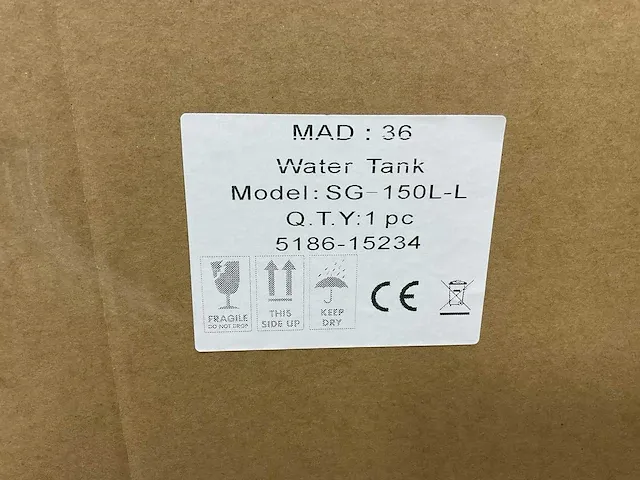 MAD : 36
Water Tank
Model: SG-150L-L
Q.T.Y:1 pc
5186-15234
FRAGILE
DO NOT DROP
THIS
SIDE UP
KEEP
DRY
CE